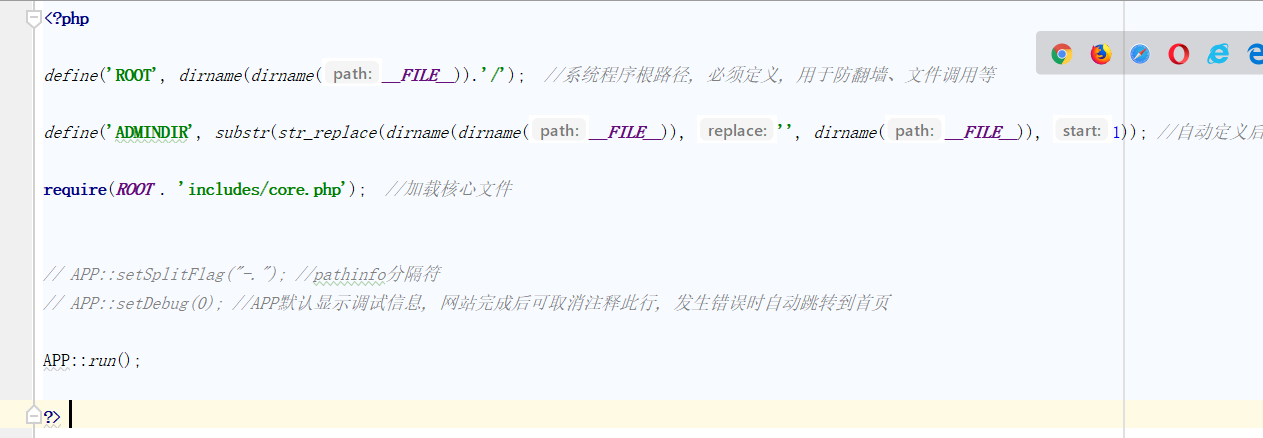 <?php
define('ROOT', dirname(dirname( path: __FILE__)).'/'); //系统程序根路径, 必须定义, 用于防翻墙、文件调用等
define('ADMINDIR', substr(str_replace(dirname(dirname( path: __FILE__)), replace: '', dirname( path: __FILE__)), start: 1)); //自动定义后
require(ROOT . 'includes/core.php'); //加载核心文件
// APP::setSplitFlag("-."); //pathinfo分隔符
// APP::setDebug(0); //APP默认显示调试信息, 网站完成后可取消注释此行, 发生错误时自动跳转到首页
APP::run();
?>